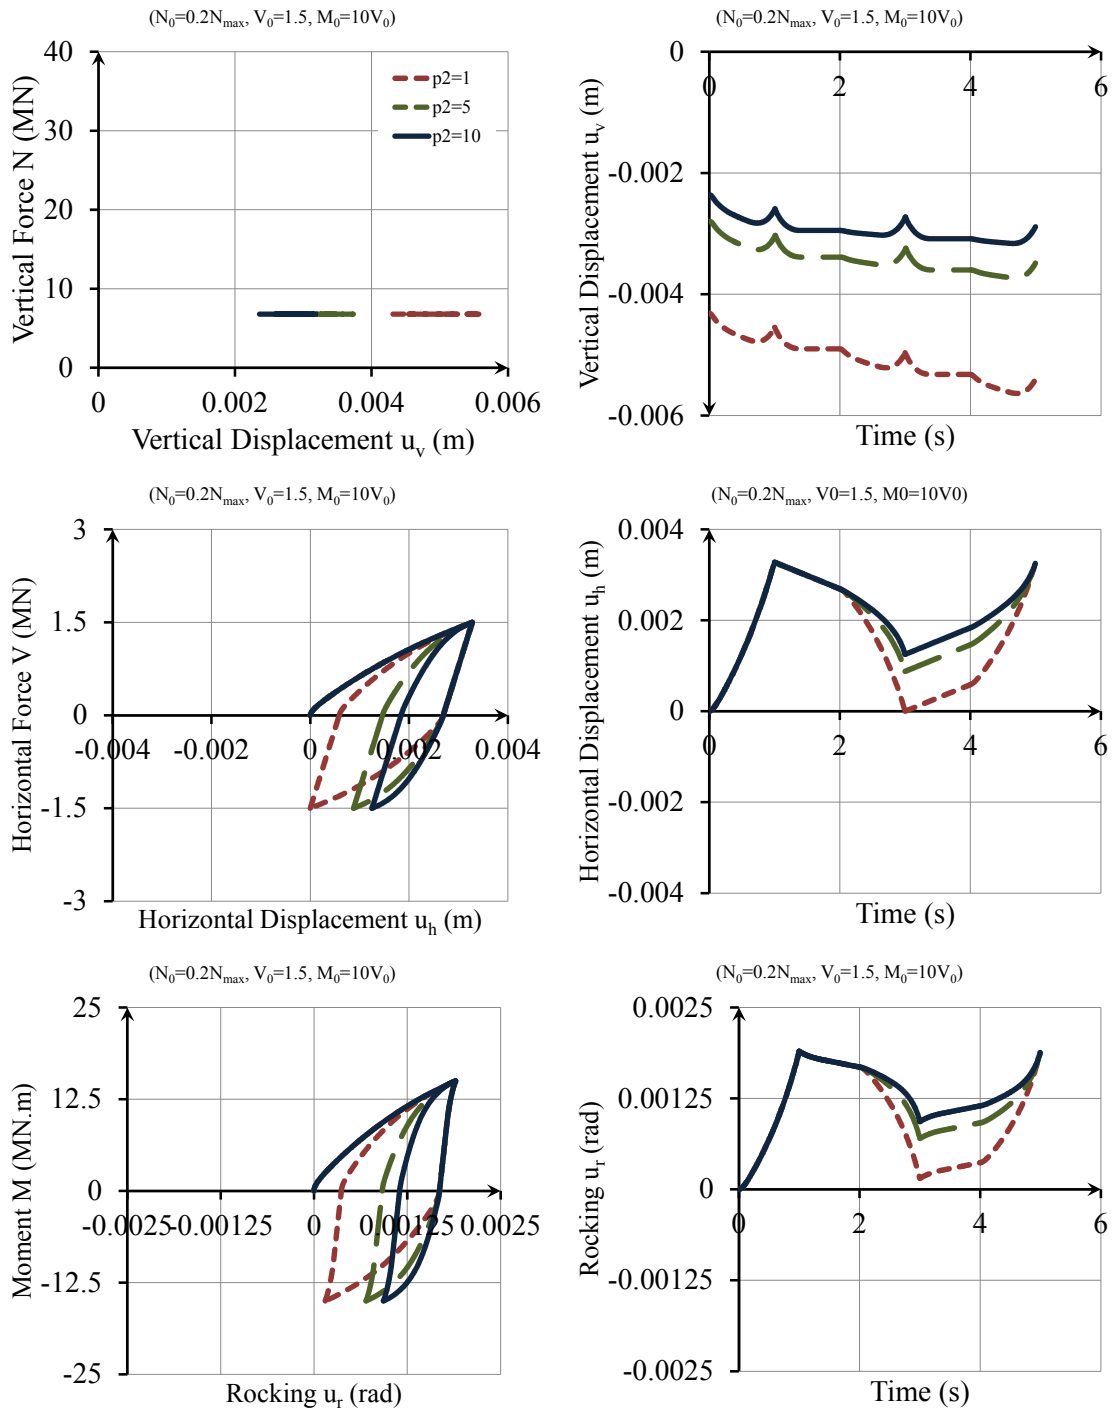 (N₀=0.2Nₘₐₓ, V₀=1.5, M₀=10V₀)
Vertical Force N (MN)
40
30
20
10
0
p2=1
p2=5
p2=10
0 0.002 0.004 0.006
Vertical Displacement uᵥ (m)
(N₀=0.2Nₘₐₓ, V₀=1.5, M₀=10V₀)
Vertical Displacement uᵥ (m)
0
-0.002
-0.004
-0.006
0 2 4 6
Time (s)
(N₀=0.2Nₘₐₓ, V₀=1.5, M₀=10V₀)
Horizontal Force V (MN)
3
1.5
0
-1.5
-3
-0.004 -0.002 0 0.002 0.004
Horizontal Displacement uₕ (m)
(N₀=0.2Nₘₐₓ, V0=1.5, M0=10V0)
Horizontal Displacement uₕ (m)
0.004
0.002
0
-0.002
-0.004
0 2 4 6
Time (s)
(N₀=0.2Nₘₐₓ, V₀=1.5, M₀=10V₀)
Moment M (MN.m)
25
12.5
0
-12.5
-25
-0.0025 -0.00125 0 0.00125 0.0025
Rocking uᵣ (rad)
(N₀=0.2Nₘₐₓ, V₀=1.5, M₀=10V₀)
Rocking uᵣ (rad)
0.0025
0.00125
0
-0.00125
-0.0025
0 2 4 6
Time (s)